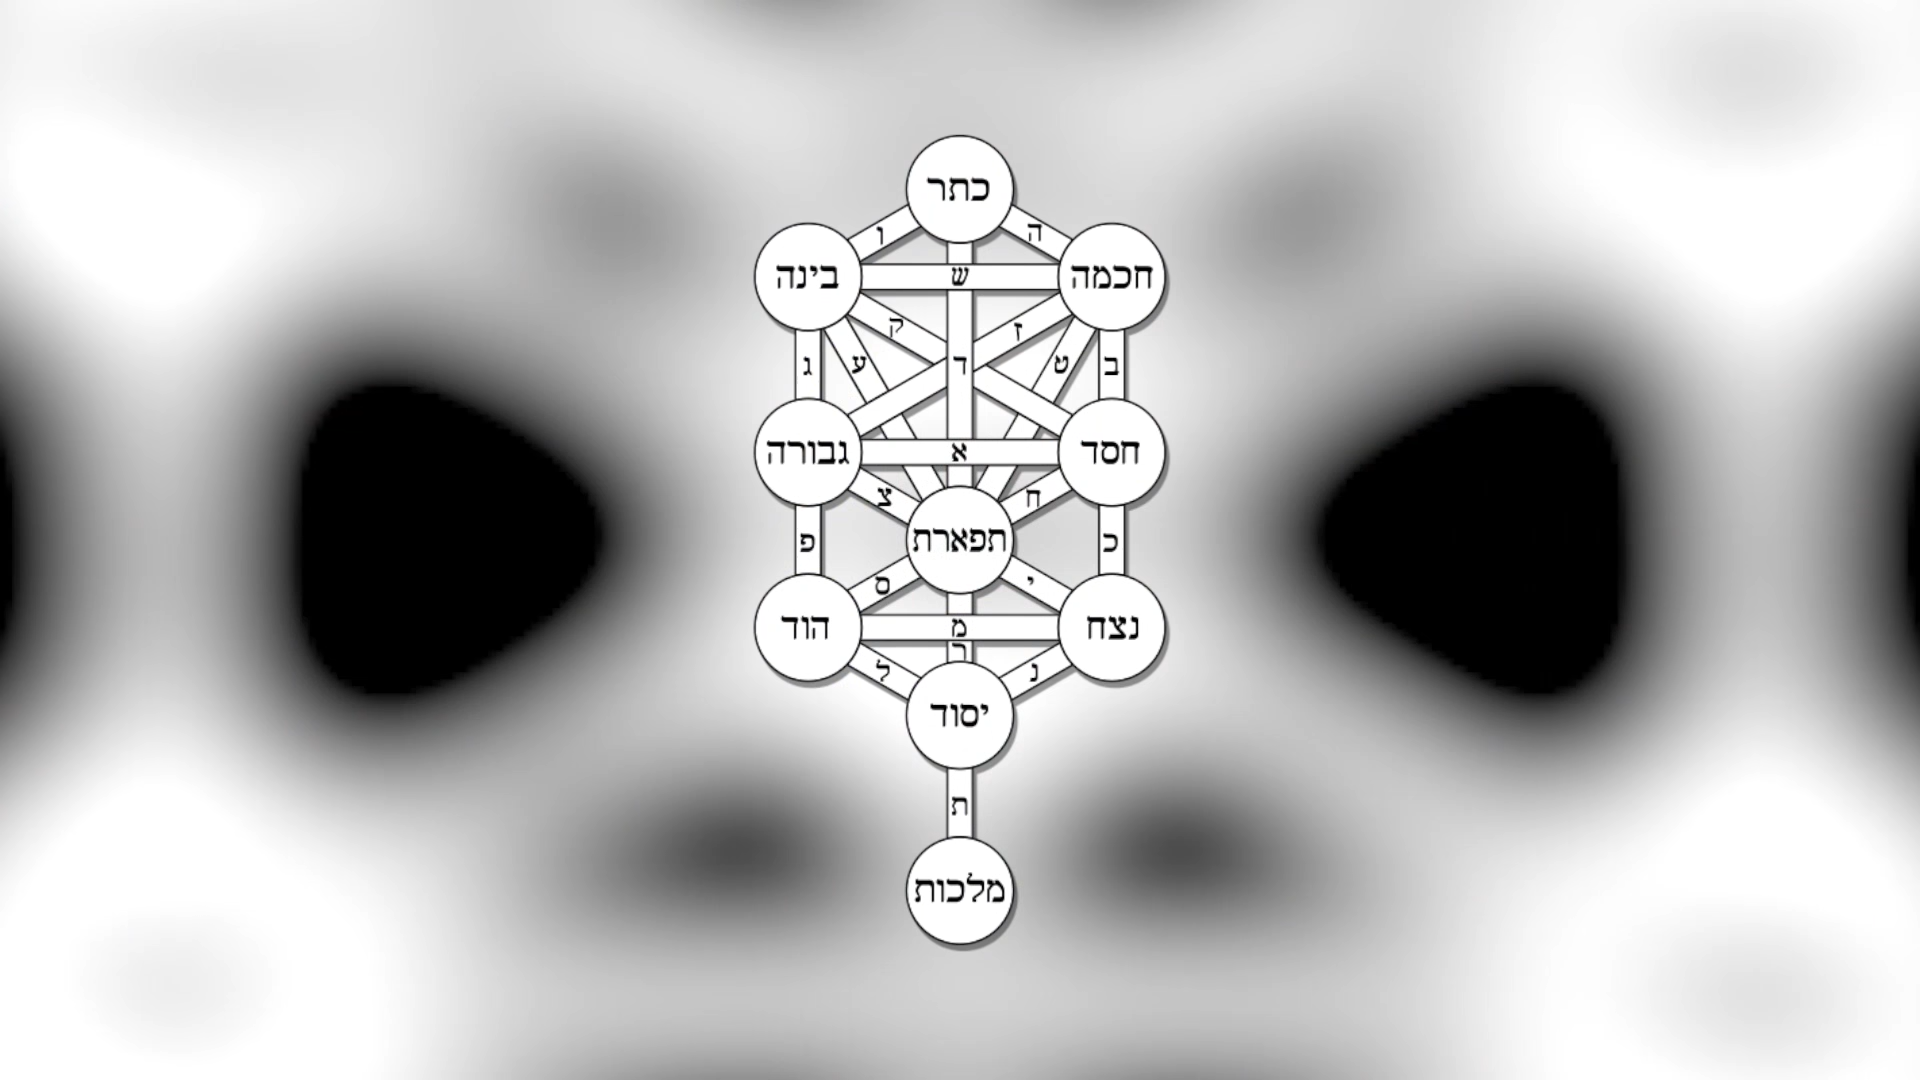 כתר
ה ו
חכמה ש בינה
ז ק
ב ט ד ע ג
חסד א גבורה
ח צ
תפארת
כ פ
י ס
נצח מ הוד
ר
נ ל
יסוד
ת
מלכות